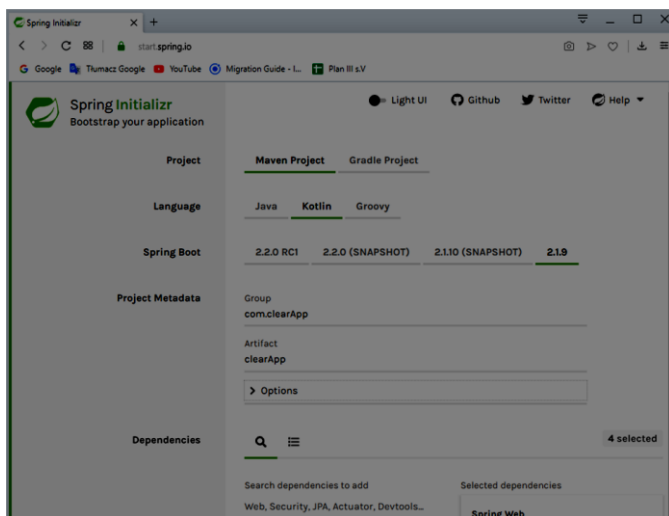 Spring Initializr
start.spring.io
Google Tłumacz Google YouTube Migration Guide - I... Plan III s.V
Spring Initializr
Bootstrap your application
Light UI Github Twitter Help
Project Maven Project Gradle Project
Language Java Kotlin Groovy
Spring Boot 2.2.0 RC1 2.2.0 (SNAPSHOT) 2.1.10 (SNAPSHOT) 2.1.9
Project Metadata Group
com.clearApp
Artifact
clearApp
Options
Dependencies 4 selected
Search dependencies to add Selected dependencies
Web, Security, JPA, Actuator, Devtools... Spring Web